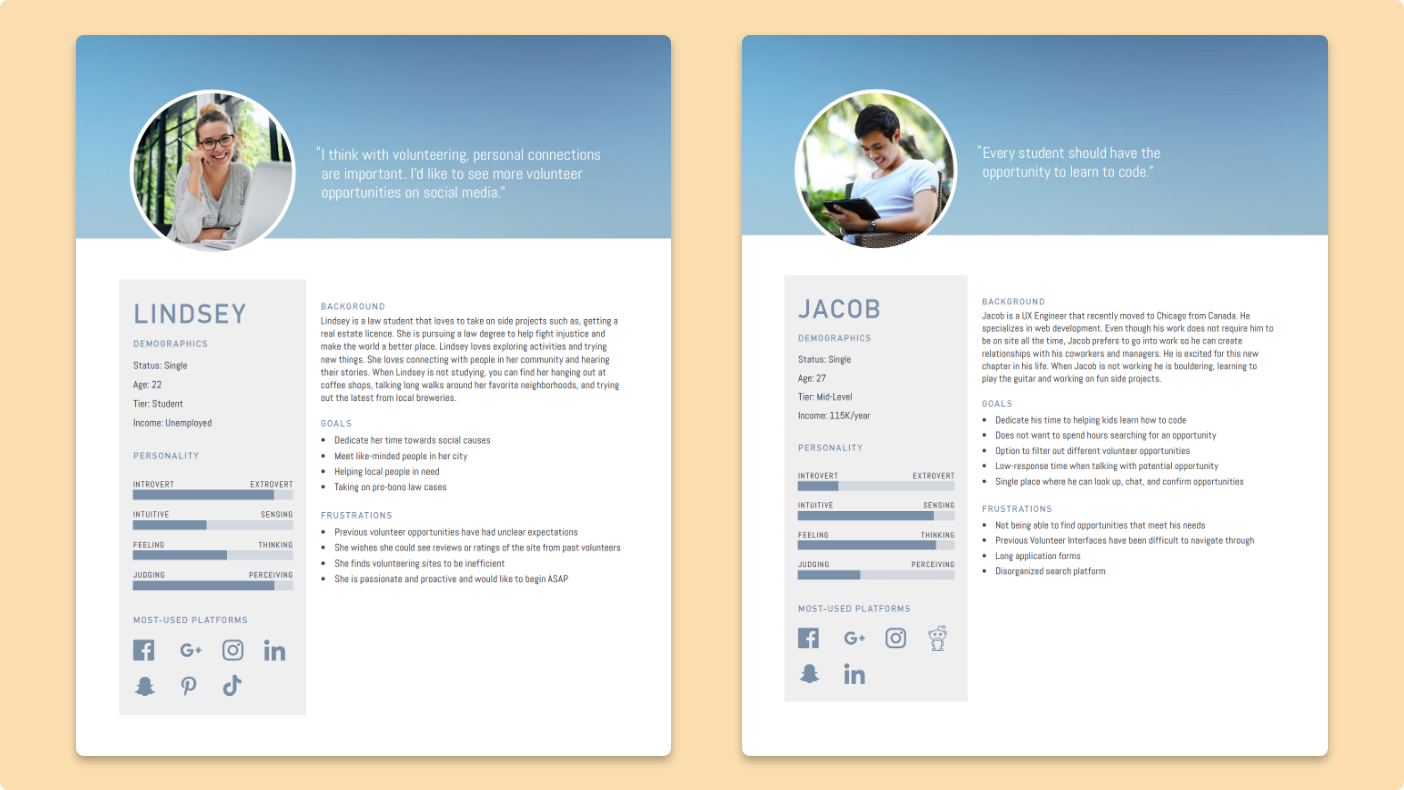 “I think with volunteering, personal connections
are important. I’d like to see more volunteer
opportunities on social media.”
LINDSEY
DEMOGRAPHICS
Status: Single
Age: 22
Tier: Student
Income: Unemployed
PERSONALITY
INTROVERT EXTROVERT
INTUITIVE SENSING
FEELING THINKING
JUDGING PERCEIVING
MOST-USED PLATFORMS
G+ in
BACKGROUND
Lindsey is a law student that loves to take on side projects such as, getting a
real estate licence. She is pursuing a law degree to help fight injustice and
make the world a better place. Lindsey loves exploring activities and trying
new things. She loves connecting with people in her community and hearing
their stories. When Lindsey is not studying, you can find her hanging out at
coffee shops, talking long walks around her favorite neighborhoods, and trying
out the latest from local breweries.
GOALS
• Dedicate her time towards social causes
• Meet like-minded people in her city
• Helping local people in need
• Taking on pro-bono law cases
FRUSTRATIONS
• Previous volunteer opportunities have had unclear expectations
• She wishes she could see reviews or ratings of the site from past volunteers
• She finds volunteering sites to be inefficient
• She is passionate and proactive and would like to begin ASAP
“Every student should have the
opportunity to learn to code.”
JACOB
DEMOGRAPHICS
Status: Single
Age: 27
Tier: Mid-Level
Income: 115K/year
PERSONALITY
INTROVERT EXTROVERT
INTUITIVE SENSING
FEELING THINKING
JUDGING PERCEIVING
MOST-USED PLATFORMS
G+
in
BACKGROUND
Jacob is a UX Engineer that recently moved to Chicago from Canada. He
specializes in web development. Even though his work does not require him to
be on site all the time, Jacob prefers to go into work so he can create
relationships with his coworkers and managers. He is excited for this new
chapter in his life. When Jacob is not working he is bouldering, learning to
play the guitar and working on fun side projects.
GOALS
• Dedicate his time to helping kids learn how to code
• Does not want to spend hours searching for an opportunity
• Option to filter out different volunteer opportunities
• Low-response time when talking with potential opportunity
• Single place where he can look up, chat, and confirm opportunities
FRUSTRATIONS
• Not being able to find opportunities that meet his needs
• Previous Volunteer Interfaces have been difficult to navigate through
• Long application forms
• Disorganized search platform